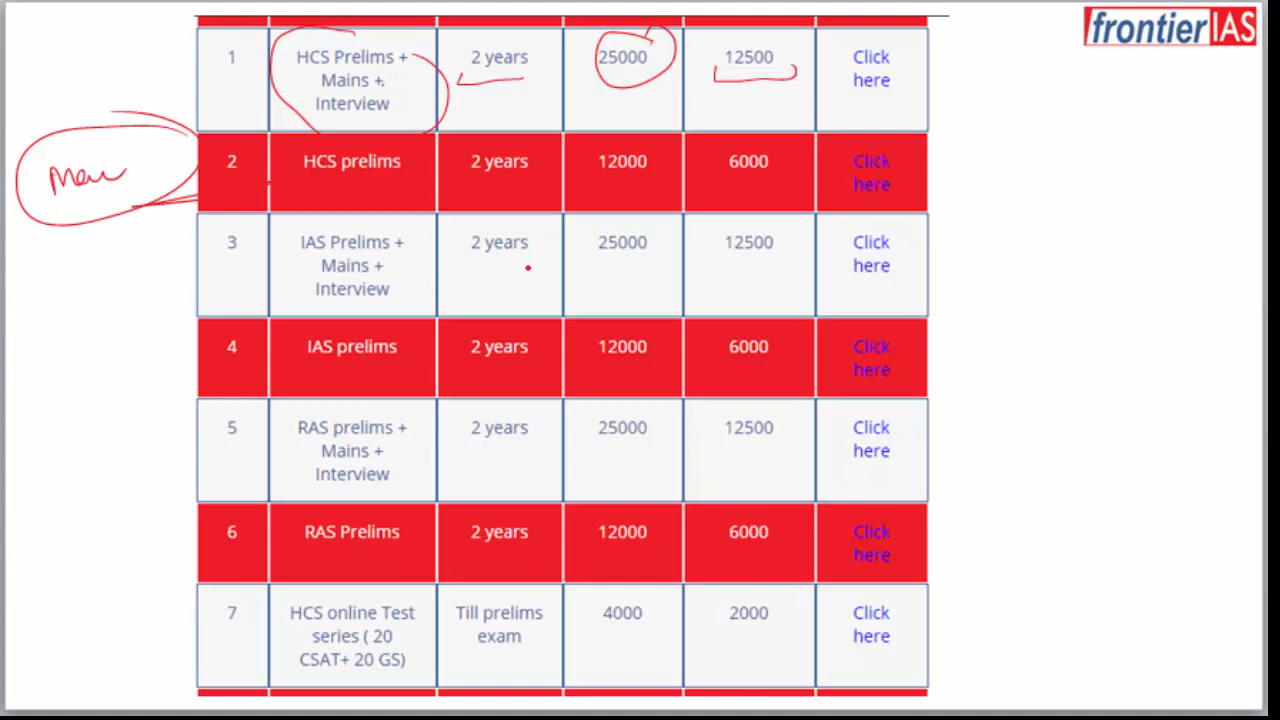 frontier IAS
1 HCS Prelims + 2 years 25000 12500 Click
Mains + here
Interview
2 HCS prelims 2 years 12000 6000 Click
here
3 IAS Prelims + 2 years 25000 12500 Click
Mains + here
Interview
4 IAS prelims 2 years 12000 6000 Click
here
5 RAS prelims + 2 years 25000 12500 Click
Mains + here
Interview
6 RAS Prelims 2 years 12000 6000 Click
here
7 HCS online Test Till prelims 4000 2000 Click
series ( 20 exam here
CSAT+ 20 GS)